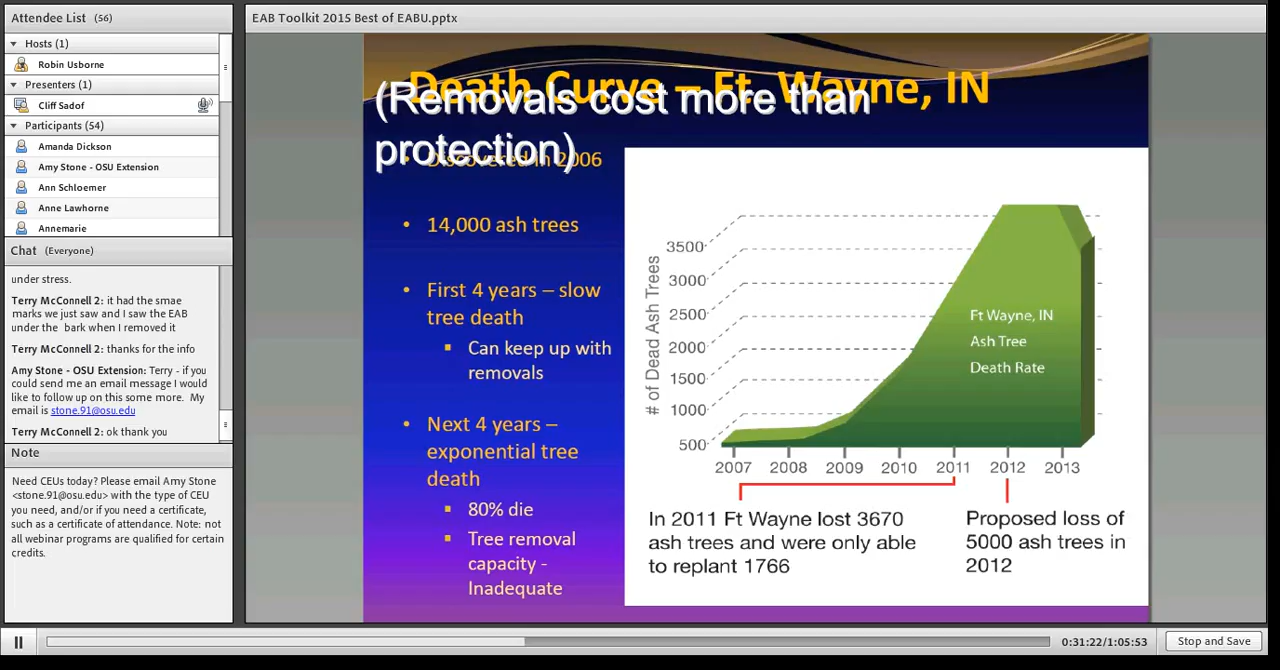 Attendee List (56)
Hosts (1)
Robin Usborne
Presenters (1)
Cliff Sadof
Participants (54)
Amanda Dickson
Amy Stone - OSU Extension
Ann Schloemer
Anne Lawhorne
Annemarie
Chat (Everyone)
under stress.
Terry McConnell 2: it had the smae
marks we just saw and I saw the EAB
under the bark when I removed it
Terry McConnell 2: thanks for the info
Amy Stone - OSU Extension: Terry - if you
could send me an email message I would
like to follow up on this some more. My
email is stone.91@osu.edu
Terry McConnell 2: ok thank you
Note
Need CEUs today? Please email Amy Stone
<stone.91@osu.edu> with the type of CEU
you need, and/or if you need a certificate,
such as a certificate of attendance. Note: not
all webinar programs are qualified for certain
credits.
EAB Toolkit 2015 Best of EABU.pptx
Death Curve – Ft. Wayne, IN
(Removals cost more than
protection)
• Discovered in 2006
• 14,000 ash trees
• First 4 years – slow
tree death
▪ Can keep up with
removals
• Next 4 years –
exponential tree
death
▪ 80% die
▪ Tree removal
capacity -
Inadequate
# of Dead Ash Trees
3500
3000
2500
2000
1500
1000
500
2007 2008 2009 2010 2011 2012 2013
Ft Wayne, IN
Ash Tree
Death Rate
In 2011 Ft Wayne lost 3670
ash trees and were only able
to replant 1766
Proposed loss of
5000 ash trees in
2012
0:31:22/1:05:53
Stop and Save